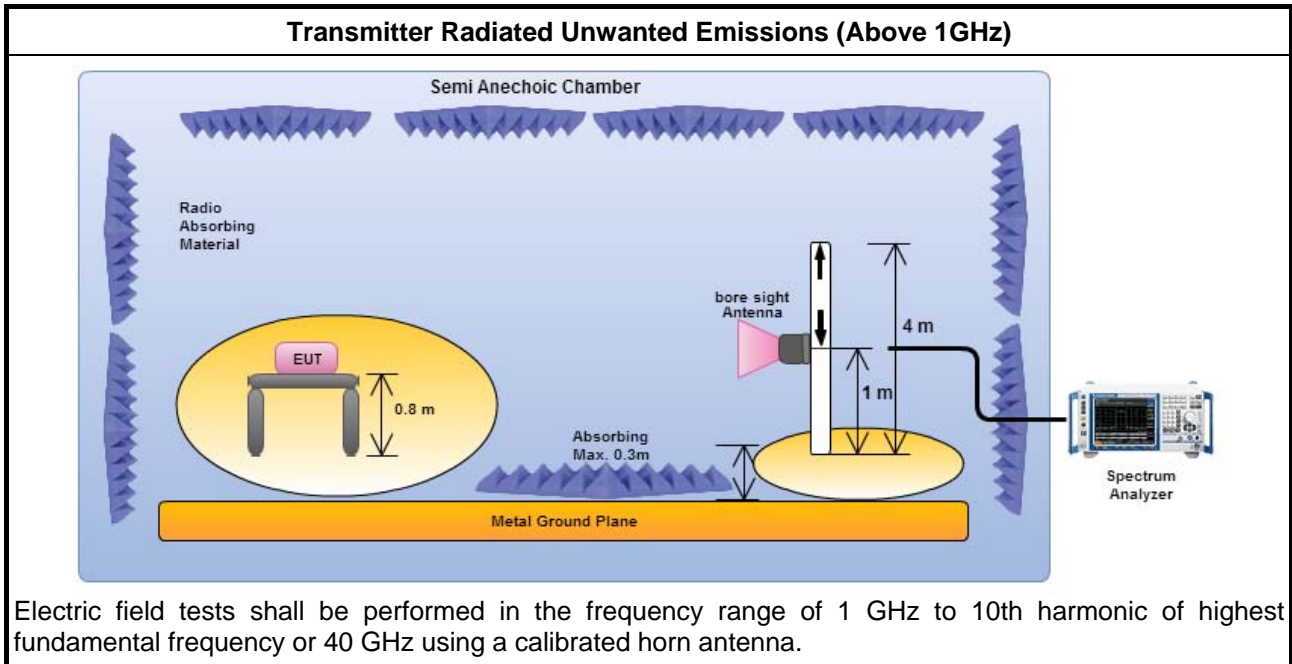 Transmitter Radiated Unwanted Emissions (Above 1GHz)
Semi Anechoic Chamber
Radio
Absorbing
Material
bore sight
Antenna
4 m
EUT
1 m
0.8 m
Absorbing
Max. 0.3m
Spectrum
Analyzer
Metal Ground Plane
Electric field tests shall be performed in the frequency range of 1 GHz to 10th harmonic of highest
fundamental frequency or 40 GHz using a calibrated horn antenna.